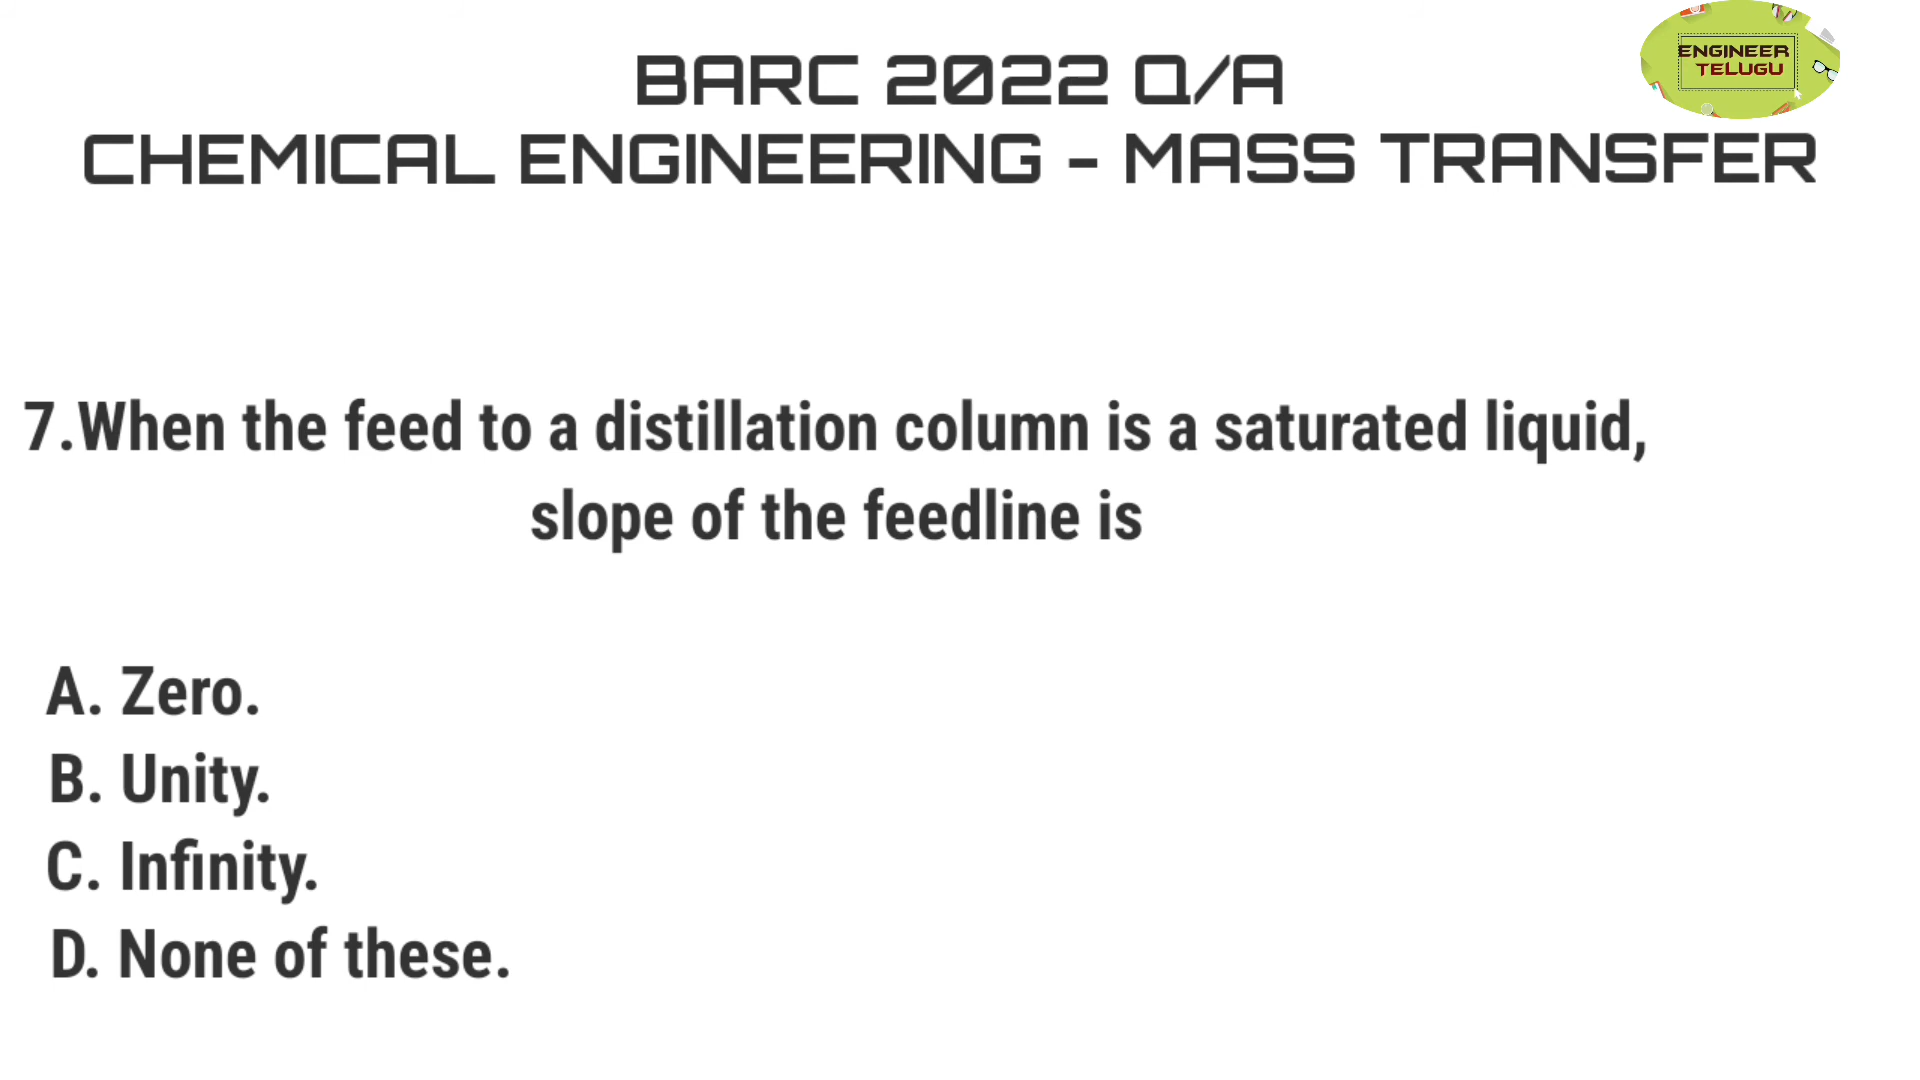 BARC 2022 Q/A
CHEMICAL ENGINEERING - MASS TRANSFER
ENGINEER
TELUGU
7.When the feed to a distillation column is a saturated liquid,
slope of the feedline is
A. Zero.
B. Unity.
C. Infinity.
D. None of these.